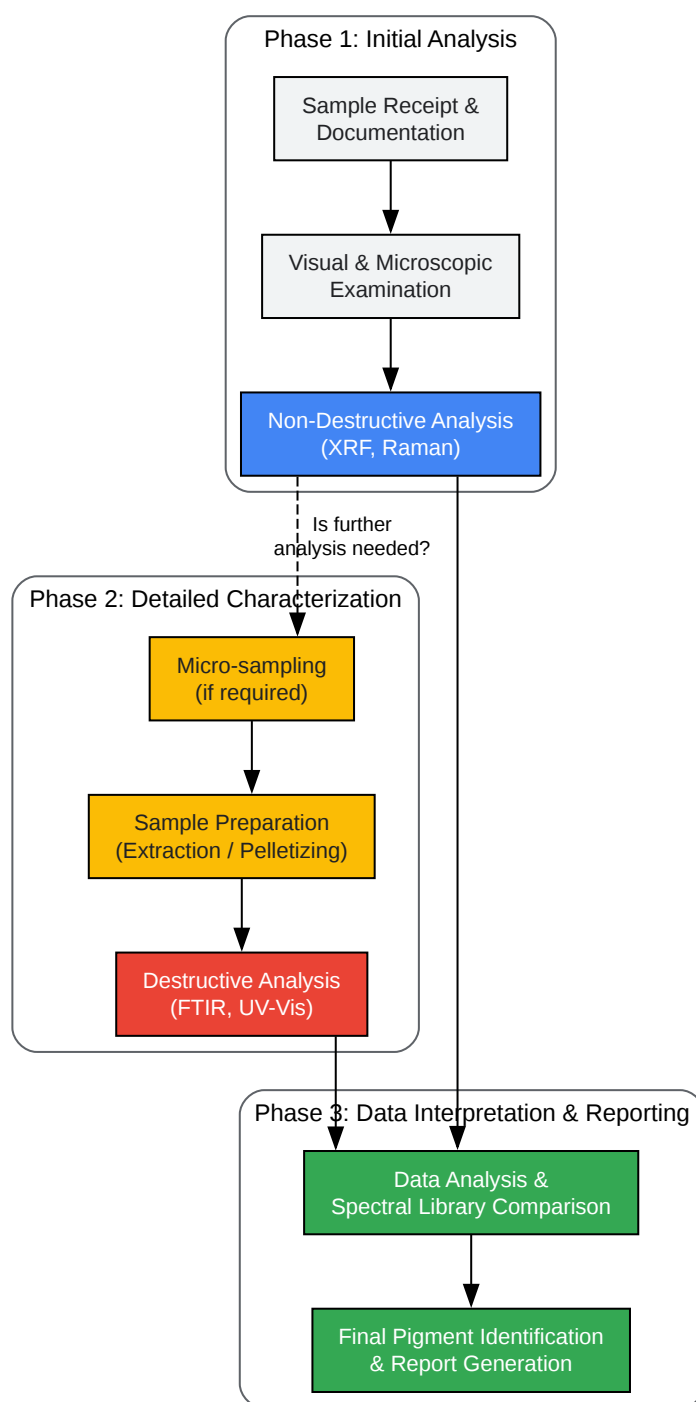 Phase 1: Initial Analysis
Sample Receipt &
Documentation
Visual & Microscopic
Examination
Non-Destructive Analysis
(XRF, Raman)
Is further
analysis needed?
Phase 2: Detailed Characterization
Micro-sampling
(if required)
Sample Preparation
(Extraction / Pelletizing)
Destructive Analysis
(FTIR, UV-Vis)
Phase 3: Data Interpretation & Reporting
Data Analysis &
Spectral Library Comparison
Final Pigment Identification
& Report Generation